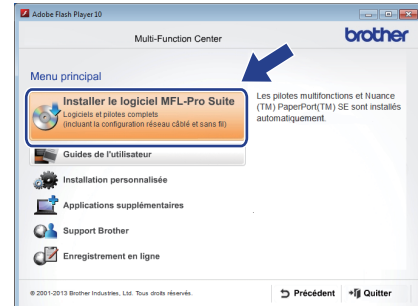 Adobe Flash Player 10
Multi-Function Center
brother
Menu principal
Installer le logiciel MFL-Pro Suite
Logiciels et pilotes complets
(incluant la configuration réseau câblé et sans fil)
Les pilotes multifonctions et Nuance
(TM) PaperPort(TM) SE sont installés
automatiquement.
Guides de l'utilisateur
Installation personnalisée
Applications supplémentaires
Support Brother
Enregistrement en ligne
© 2001-2013 Brother Industries, Ltd. Tous droits réservés.
Précédent
Quitter